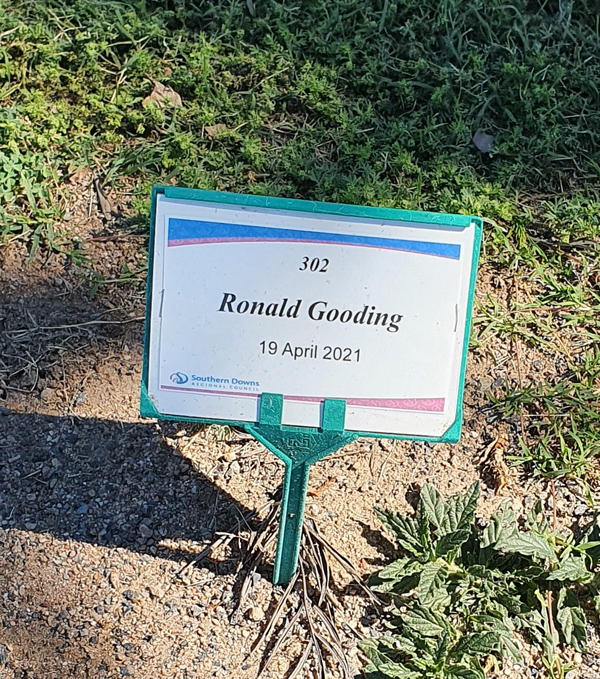 302
Ronald Gooding
19 April 2021
Southern Downs
REGIONAL COUNCIL